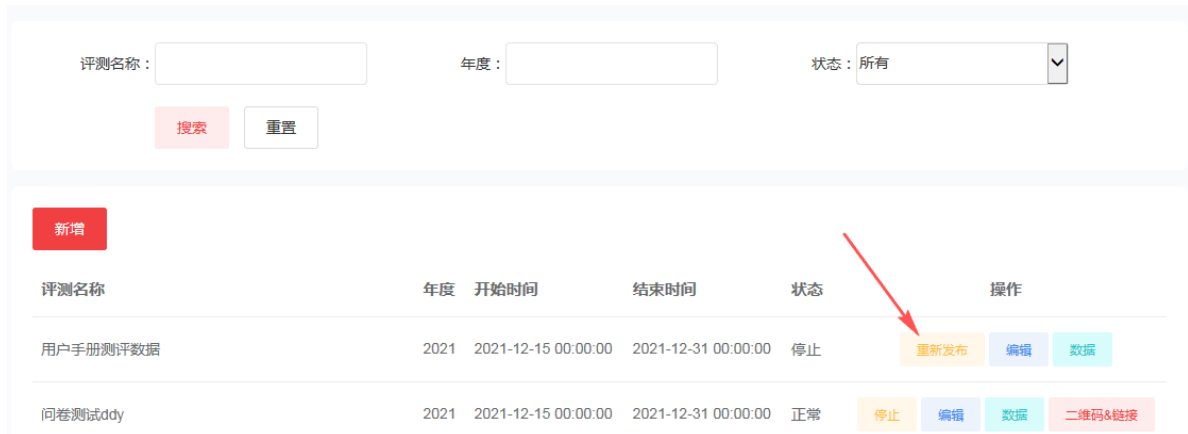 评测名称： 年度： 状态：所有
搜索 重置
新增
评测名称 年度 开始时间 结束时间 状态 操作
用户手册测评数据 2021 2021-12-15 00:00:00 2021-12-31 00:00:00 停止 重新发布 编辑 数据
问卷测试ddy 2021 2021-12-15 00:00:00 2021-12-31 00:00:00 正常 停止 编辑 数据 二维码&链接